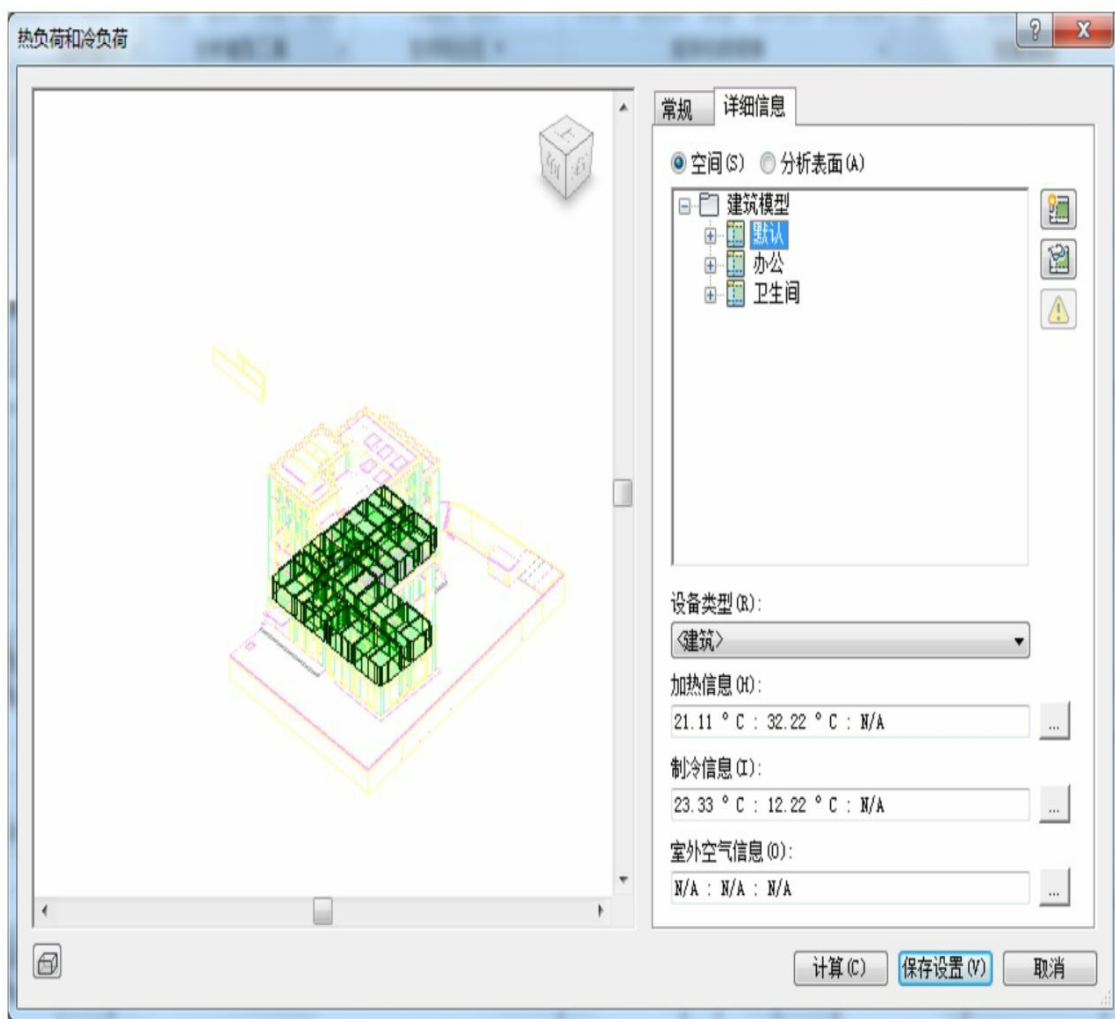 热负荷和冷负荷
常规 详细信息
空间(S) 分析表面(A)
建筑模型
默认
办公
卫生间
设备类型(R):
<建筑>
加热信息(H):
21.11 ° C : 32.22 ° C : N/A
...
制冷信息(I):
23.33 ° C : 12.22 ° C : N/A
...
室外空气信息(O):
N/A : N/A : N/A
...
计算(C) 保存设置(V) 取消